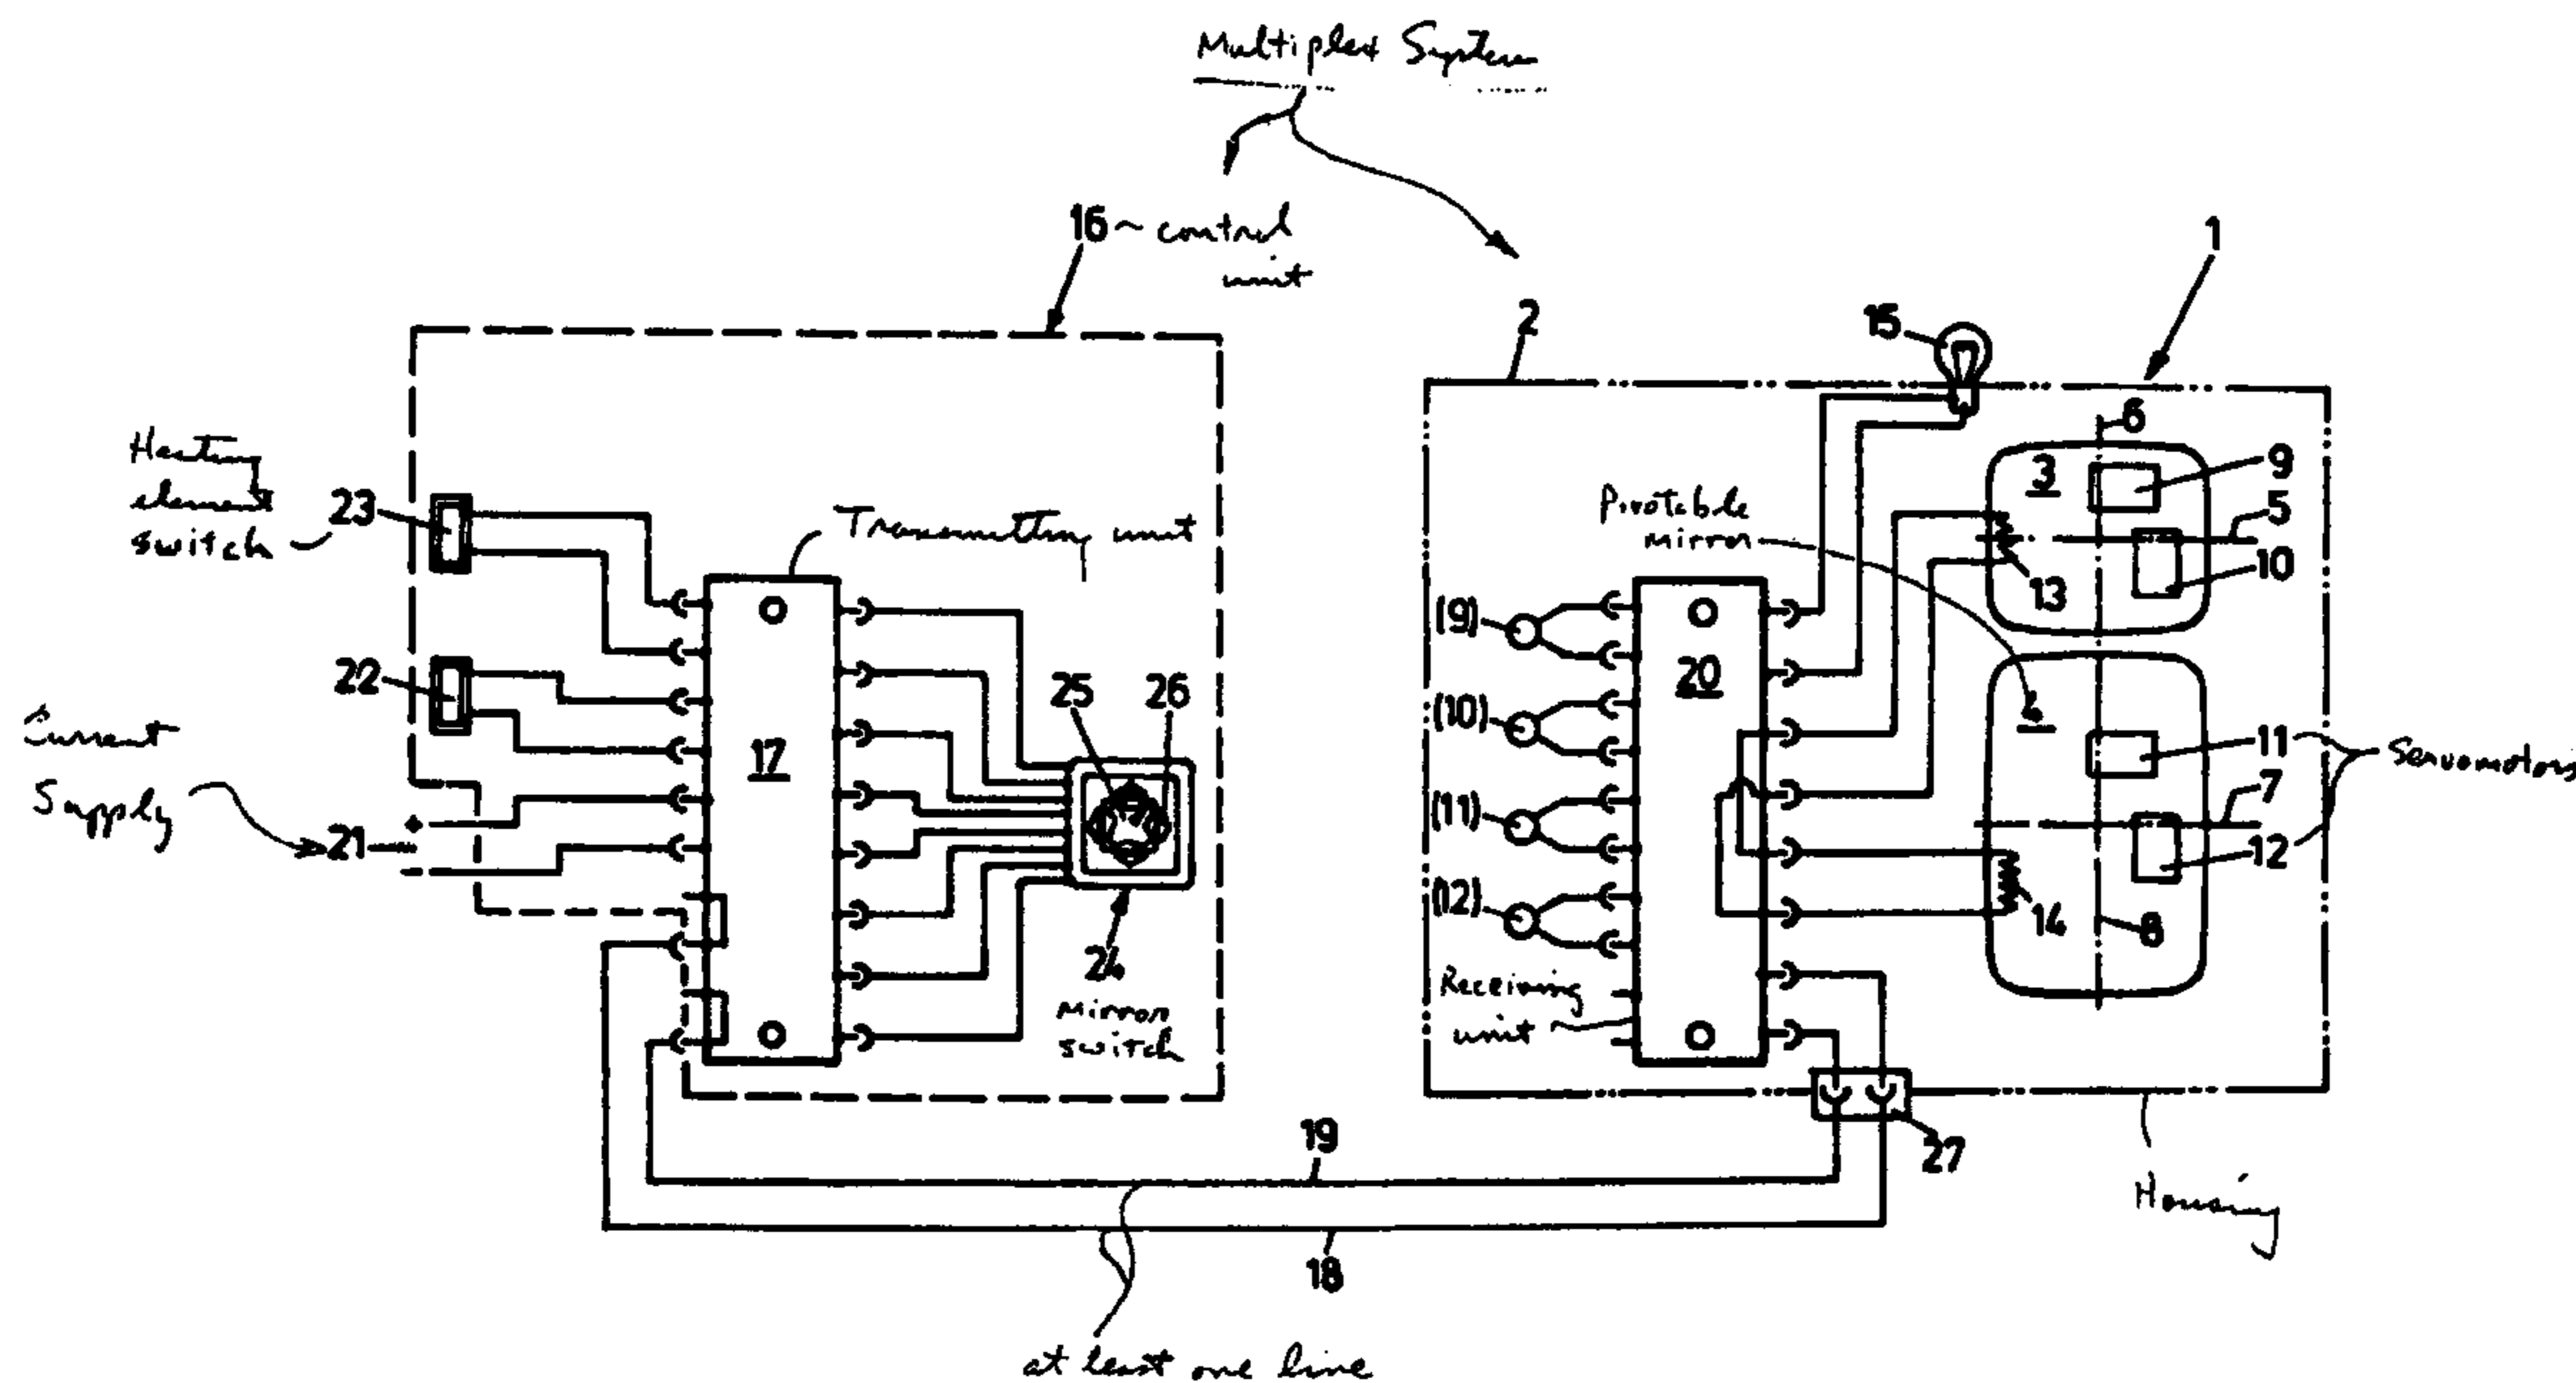 Multiplex System
16 ~ control
unit
1
2
15
6
3
9
5
10
13
Heating
element
switch
23
Transmitting unit
Pivotable
mirror
(9)
20
22
25
26
(10)
4
11
Servomotors
7
17
Current
Supply
21
(11)
12
(12)
14
8
24
mirror
switch
Receiving
unit
19
27
Housing
18
at least one line